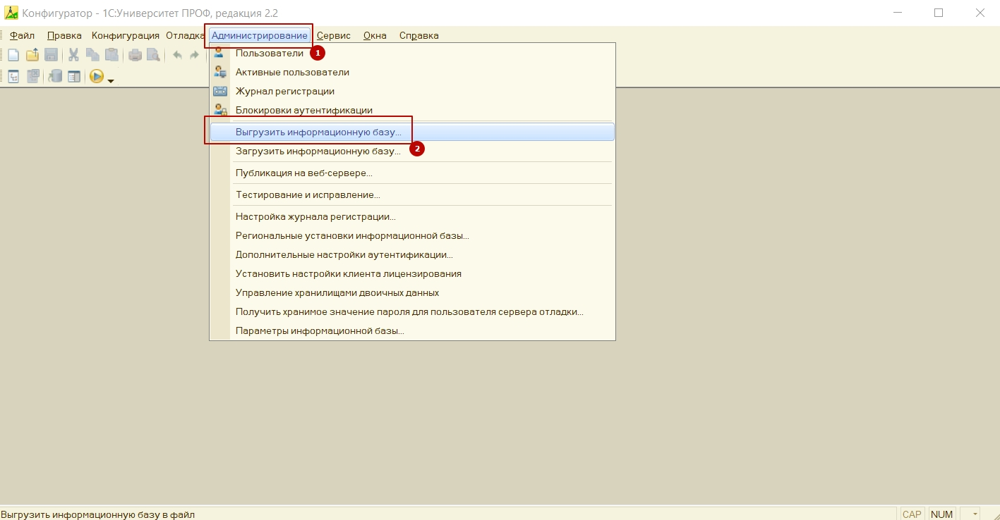 Конфигуратор - 1С:Университет ПРОФ, редакция 2.2
Файл Правка Конфигурация Отладка Администрирование Сервис Окна Справка
Пользователи 1
Активные пользователи
Журнал регистрации
Блокировки аутентификации
Выгрузить информационную базу...
2
Загрузить информационную базу...
Публикация на веб-сервере...
Тестирование и исправление...
Настройка журнала регистрации...
Региональные установки информационной базы...
Дополнительные настройки аутентификации...
Установить настройки клиента лицензирования
Управление хранилищами двоичных данных
Получить хранимое значение пароля для пользователя сервера отладки...
Параметры информационной базы...
Выгрузить информационную базу в файл CAP NUM